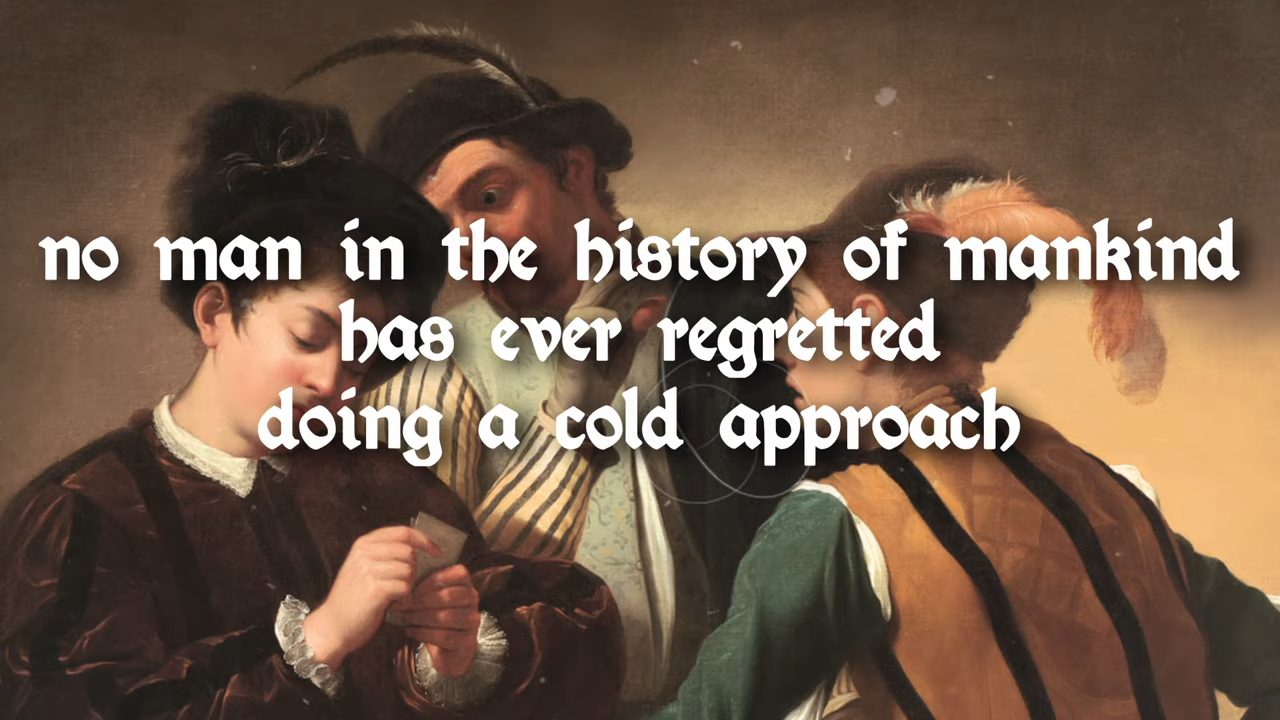 no man in the history of mankind
has ever regretted
doing a cold approach